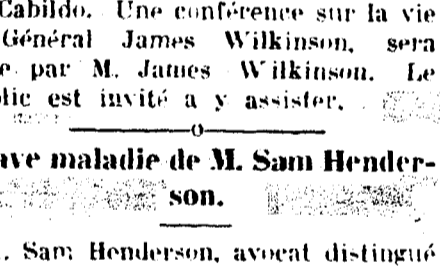 Cabildo. Une conférence sur la vie
Général James Wilkinson, sera
e par M. James Wilkinson. Le
lic est invité a y assister.
ave maladie de M. Sam Hender-
son.
. Sam Henderson, avocat distingué